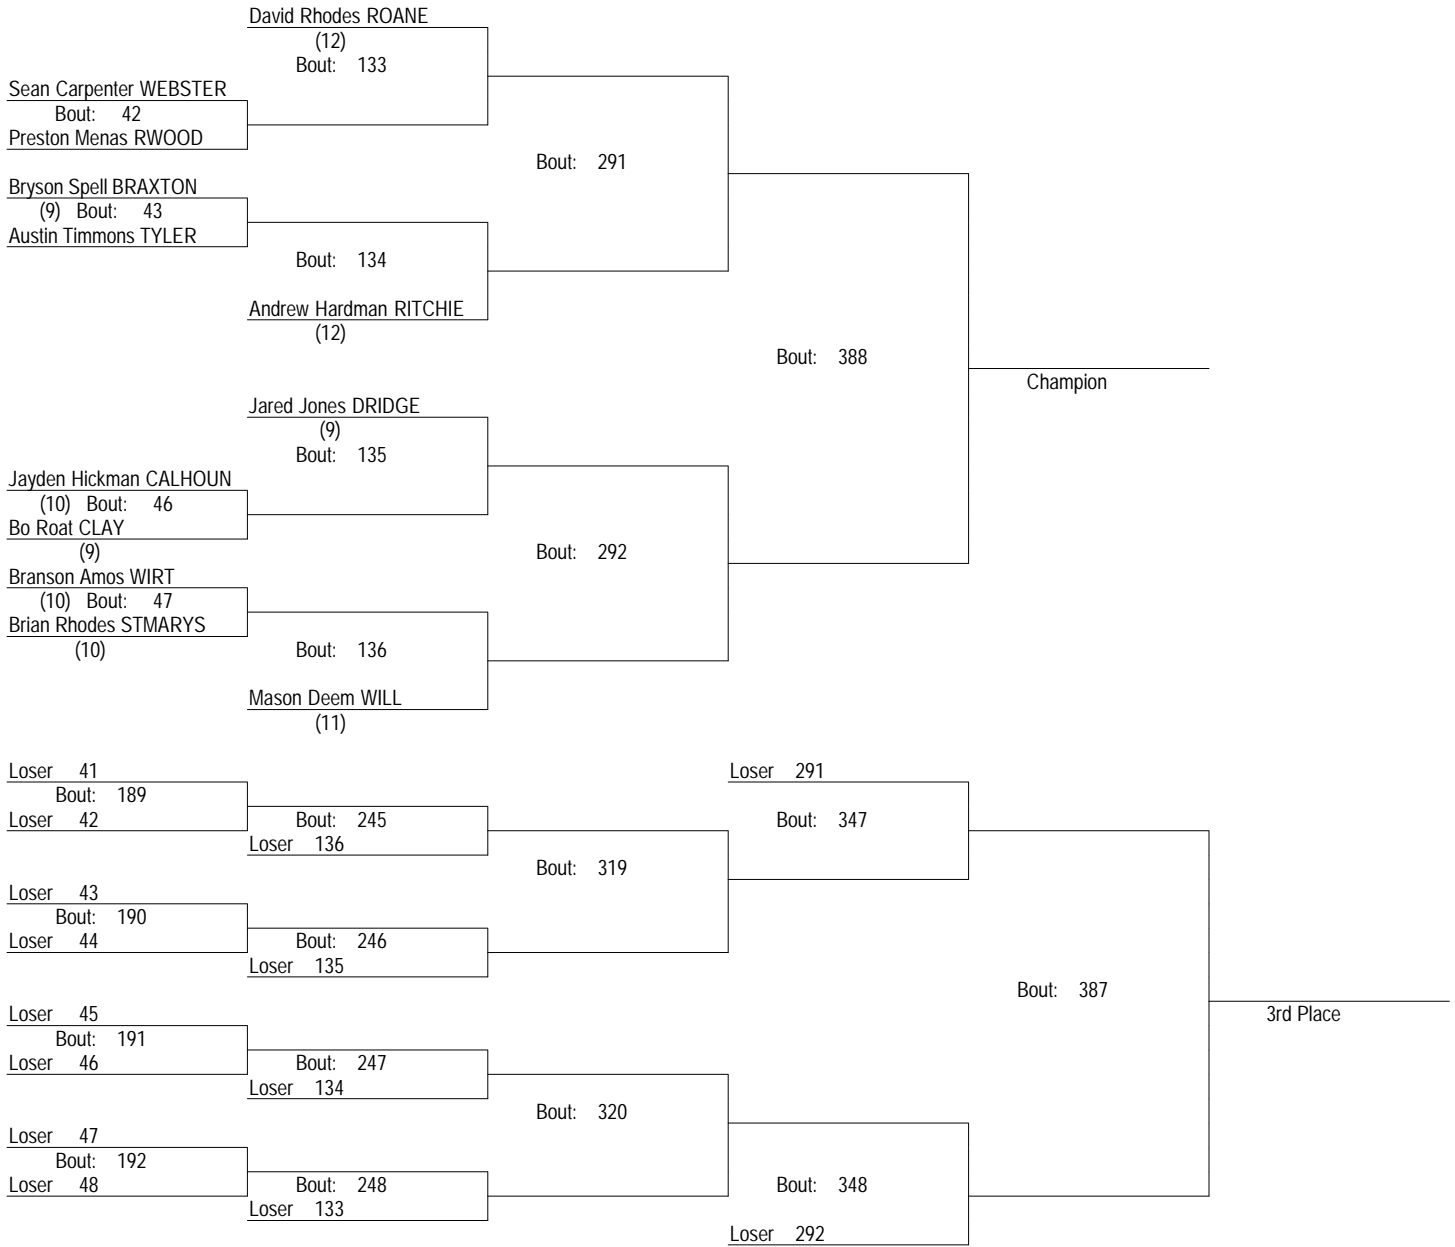 David Rhodes ROANE
(12)
Bout: 133
Sean Carpenter WEBSTER
Bout: 42
Preston Menas RWOOD
Bout: 291
Bryson Spell BRAXTON
(9) Bout: 43
Austin Timmons TYLER
Bout: 134
Andrew Hardman RITCHIE
(12)
Bout: 388
Champion
Jared Jones DRIDGE
(9)
Bout: 135
Jayden Hickman CALHOUN
(10) Bout: 46
Bo Roat CLAY
(9)
Bout: 292
Branson Amos WIRT
(10) Bout: 47
Brian Rhodes STMARYS
(10)
Bout: 136
Mason Deem WILL
(11)
Loser 41
Bout: 189
Loser 42
Bout: 245
Loser 136
Loser 291
Bout: 347
Bout: 319
Loser 43
Bout: 190
Loser 44
Bout: 246
Loser 135
Bout: 387
3rd Place
Loser 45
Bout: 191
Loser 46
Bout: 247
Loser 134
Bout: 320
Loser 47
Bout: 192
Loser 48
Bout: 248
Loser 133
Bout: 348
Loser 292